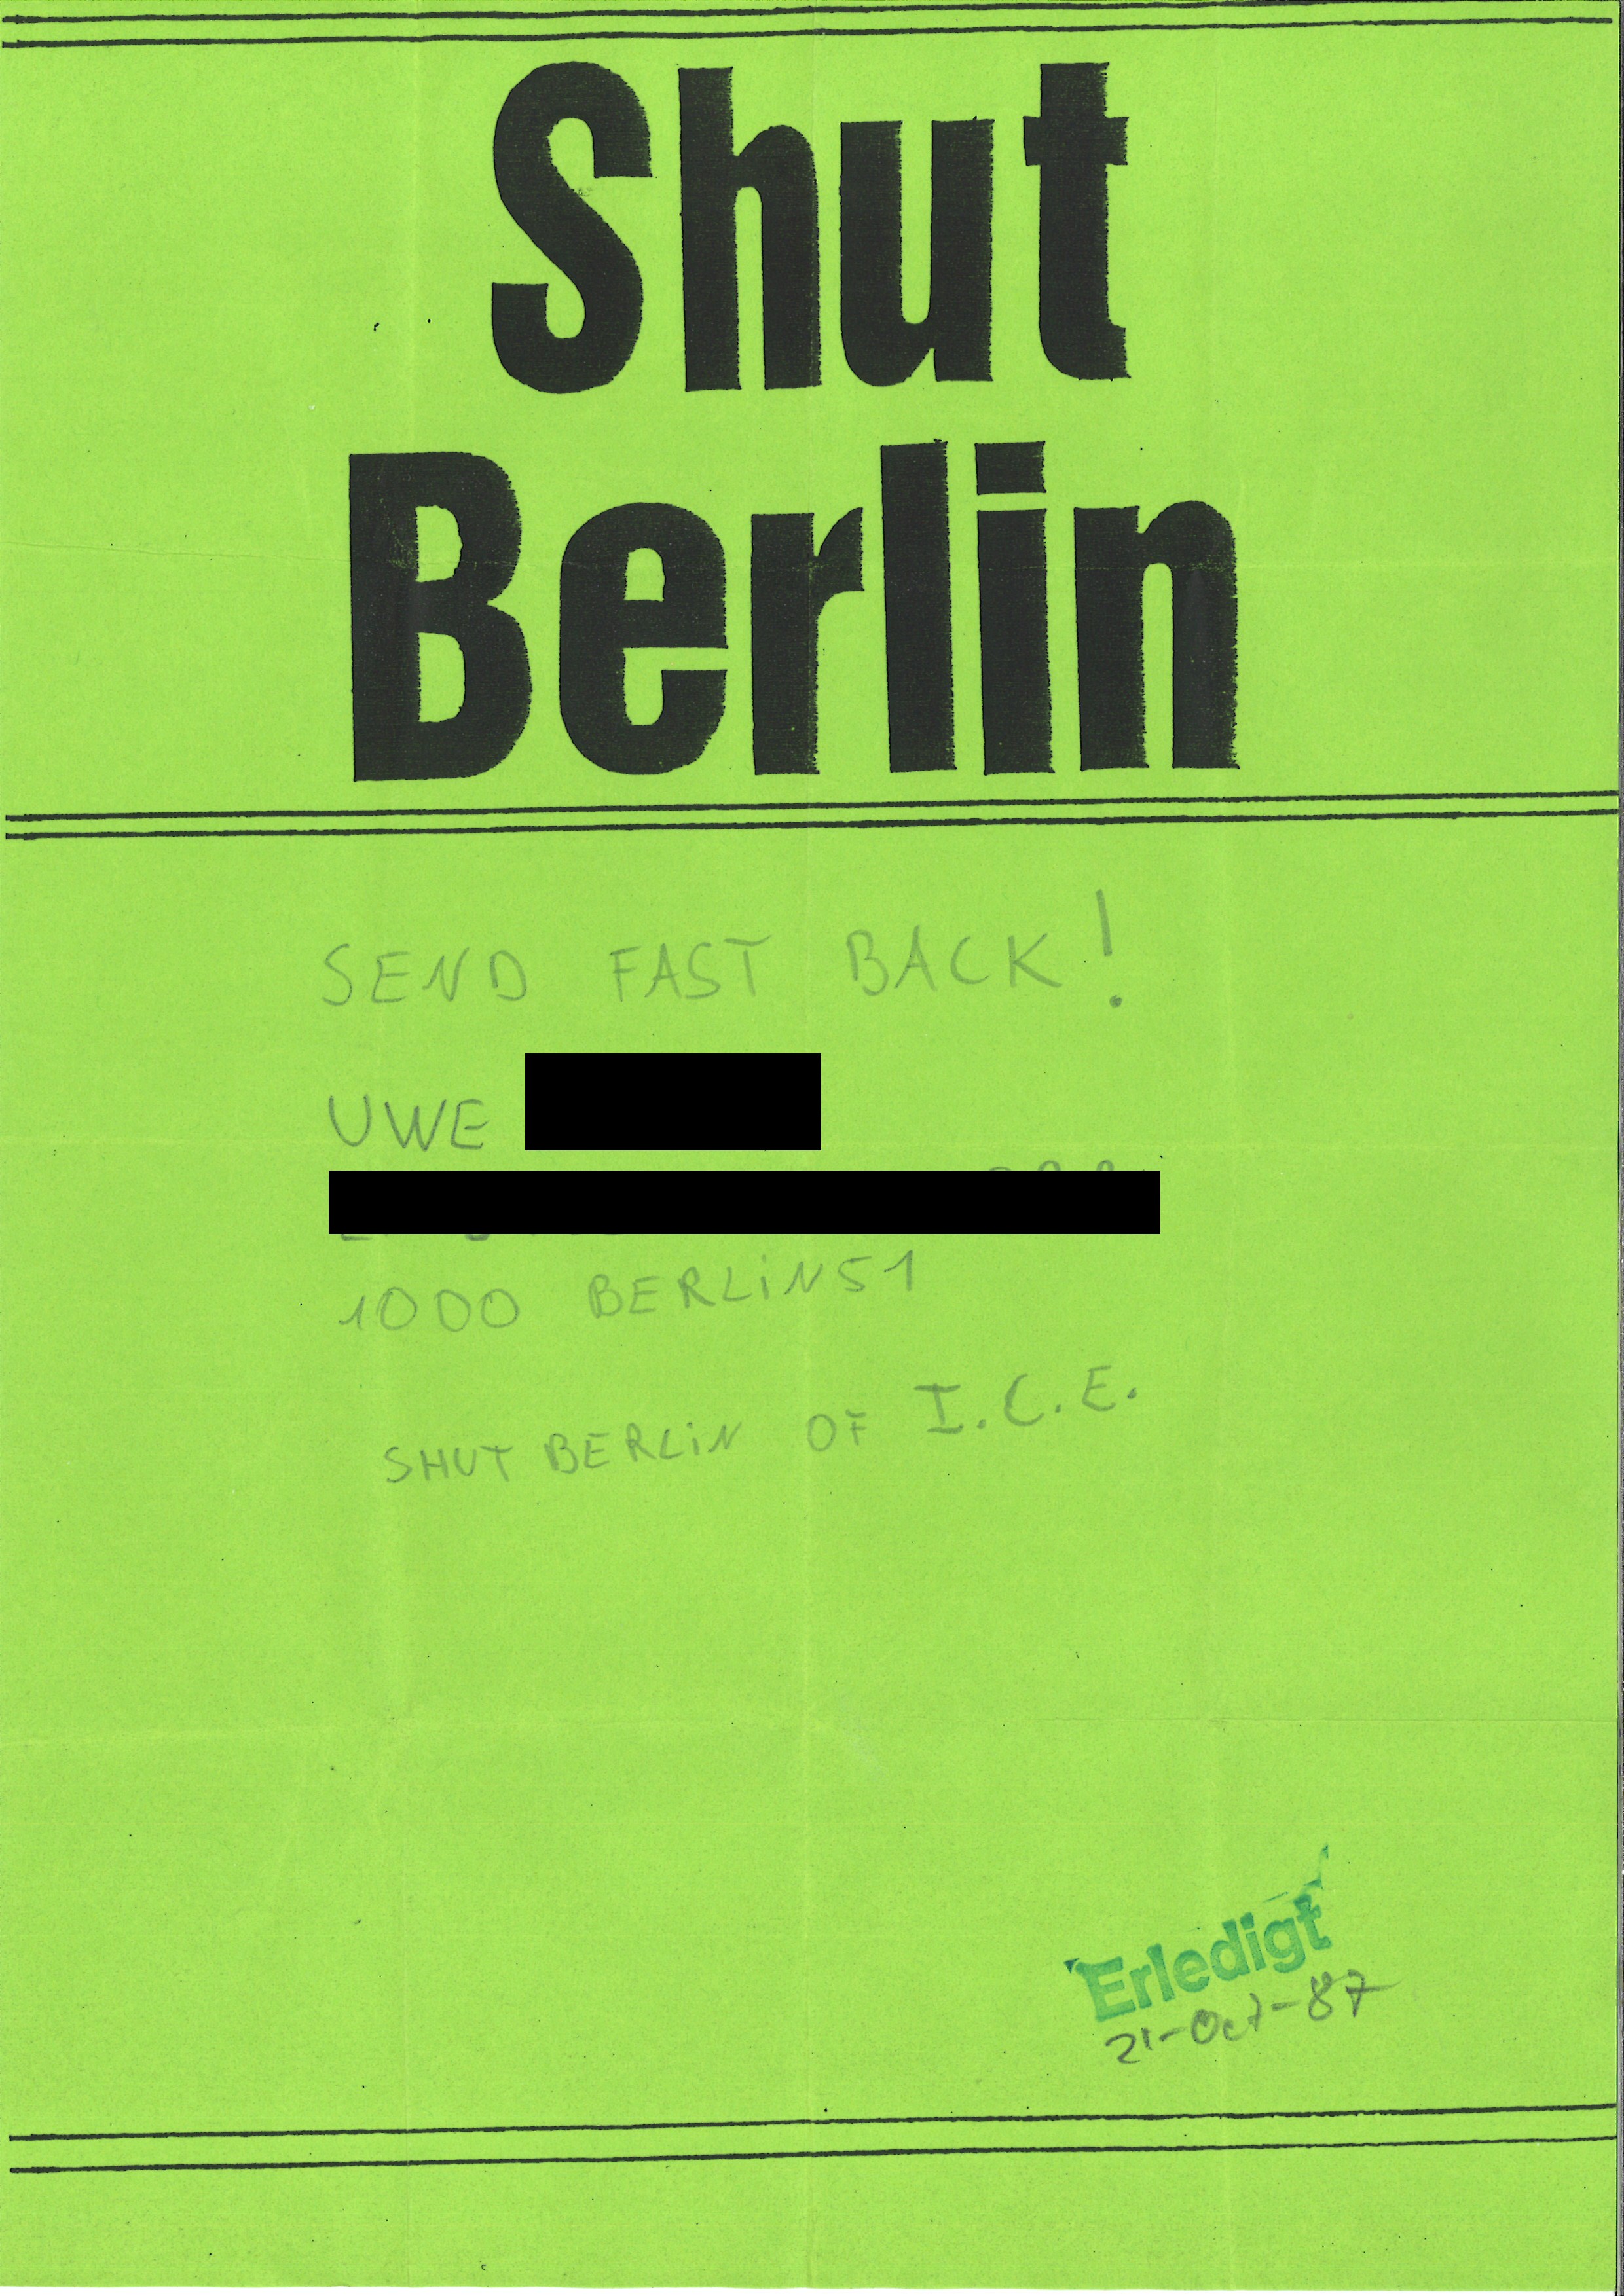 Shut
Berlin
SEND FAST BACK!
UWE
1000 BERLiN 51
SHUT BERLiN OF I.C.E.
Erledigt
21-Oct-87